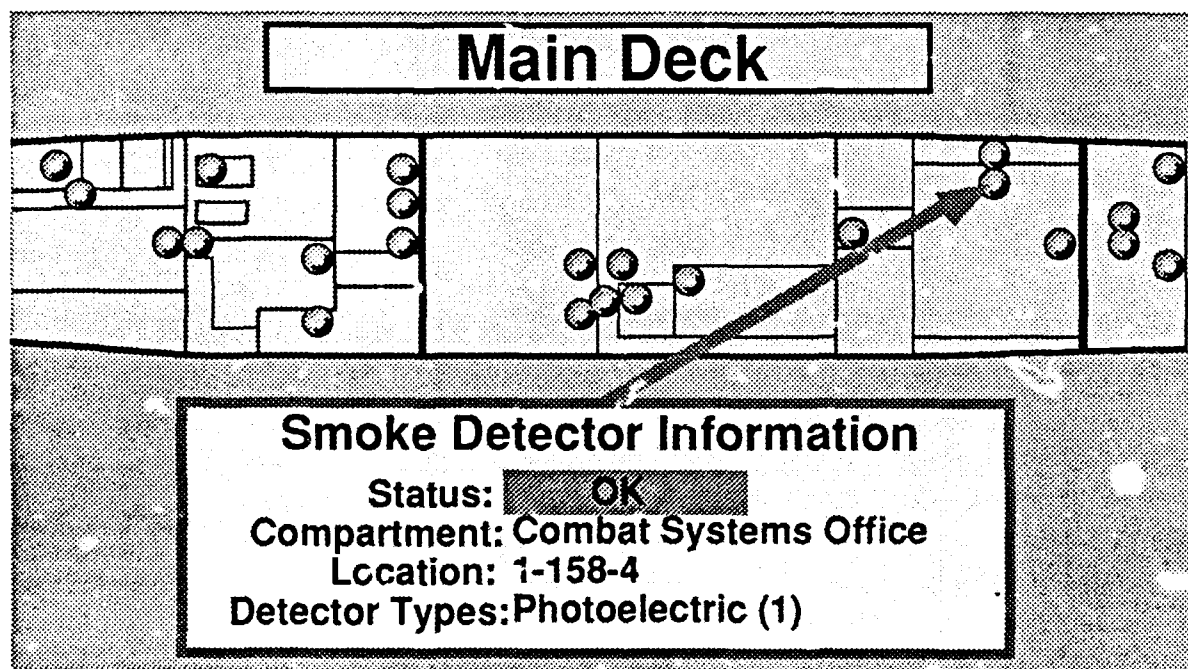 Main Deck
Smoke Detector Information
Status: OK
Compartment: Combat Systems Office
Location: 1-158-4
Detector Types: Photoelectric (1)